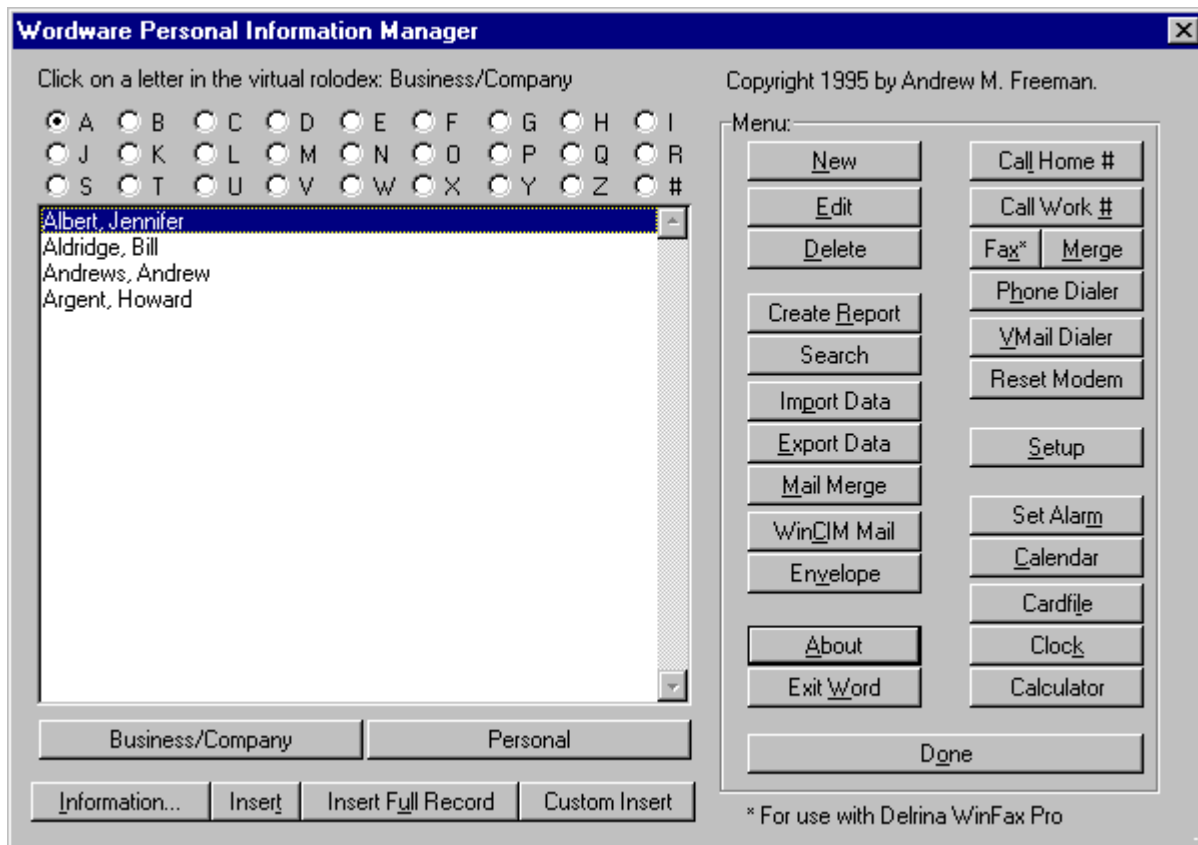 Wordware Personal Information Manager
Click on a letter in the virtual rolodex: Business/Company
A B C D E F G H I
J K L M N O P Q R
S T U V W X Y Z #
Albert, Jennifer
Aldridge, Bill
Andrews, Andrew
Argent, Howard
Business/Company Personal
Information... Insert Insert Full Record Custom Insert
Copyright 1995 by Andrew M. Freeman.
Menu:
New Call Home #
Edit Call Work #
Delete Fax* Merge
Phone Dialer
Create Report
VMail Dialer
Search
Reset Modem
Import Data
Export Data Setup
Mail Merge
Set Alarm
WinCIM Mail
Calendar
Envelope
Cardfile
About Clock
Exit Word Calculator
Done
* For use with Delrina WinFax Pro